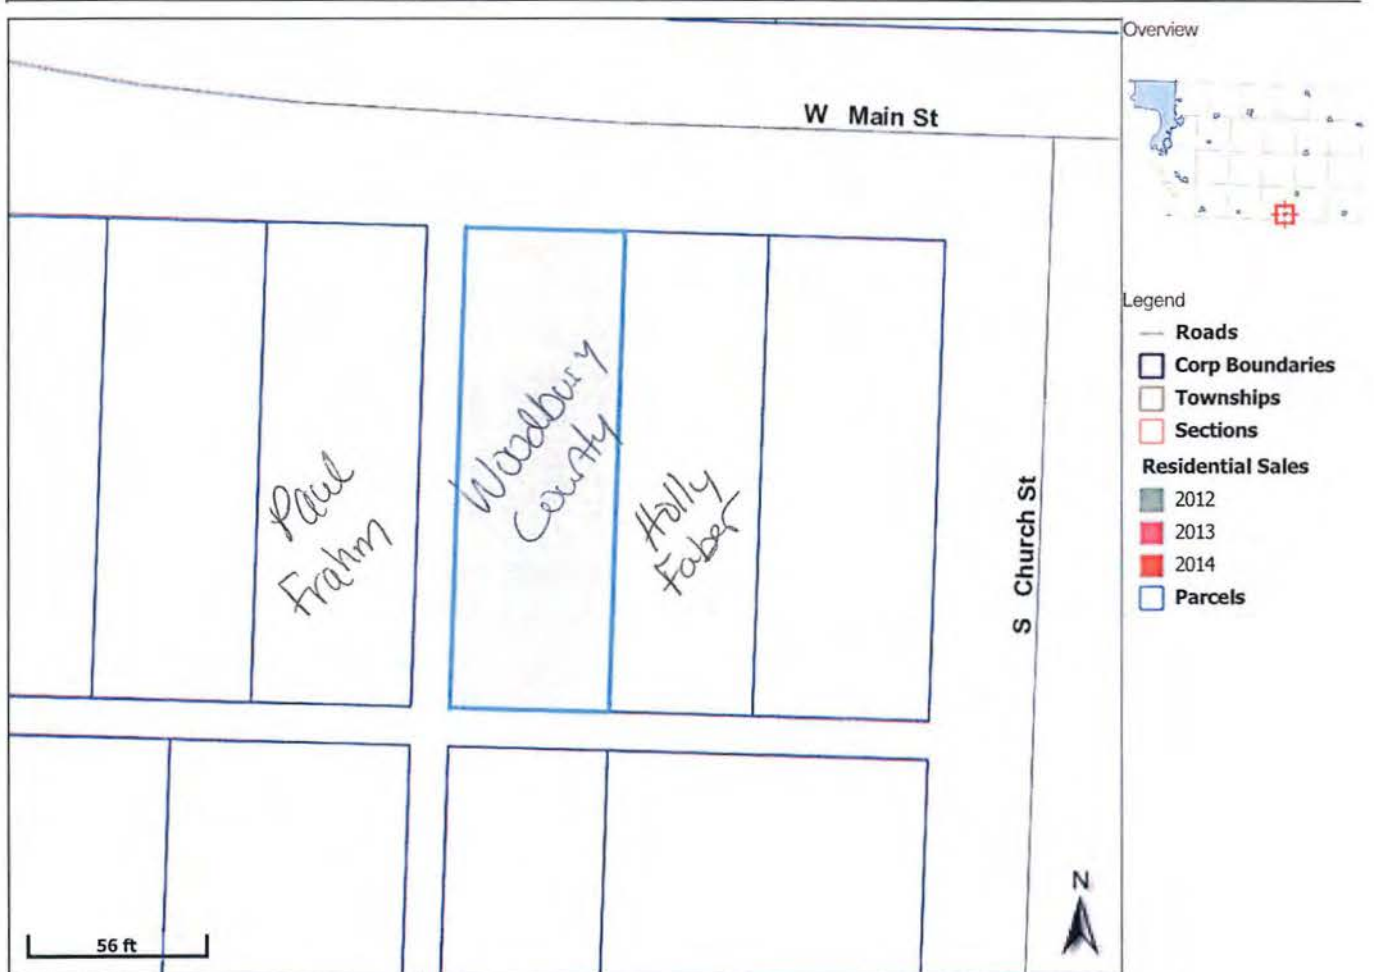 Overview
W Main St
Legend
Roads
Corp Boundaries
Townships
Sections
Residential Sales
2012
2013
2014
Parcels
Woodbury
County
Paul
Frahm
Holly
Faber
S Church St
N
56 ft